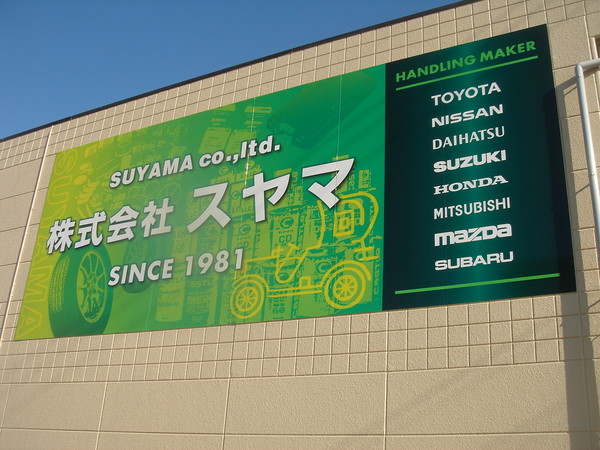 SUYAMA co.,ltd.
株式会社 スヤマ
SINCE 1981
HANDLING MAKER
TOYOTA
NISSAN
DAIHATSU
SUZUKI
HONDA
MITSUBISHI
mazda
SUBARU